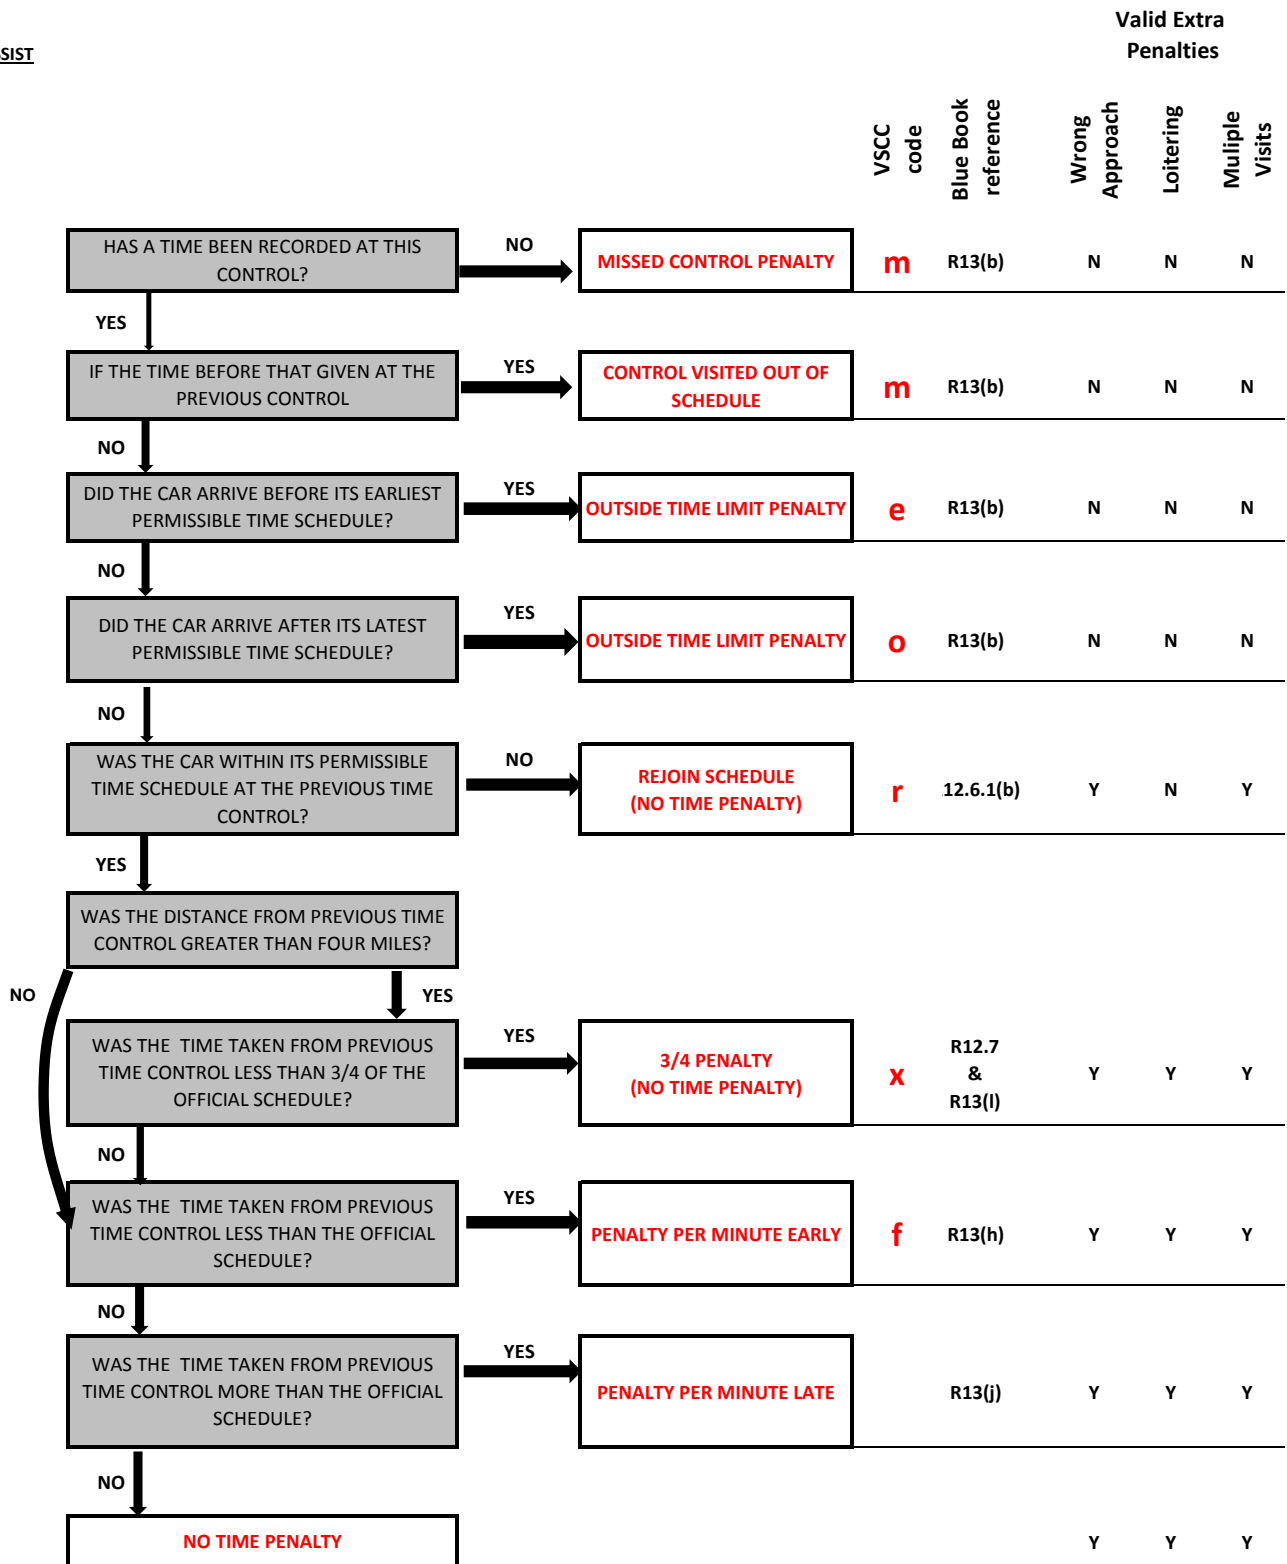 Valid Extra
Penalties
SIST
VSCC
code
Blue Book
reference
Wrong
Approach
Loitering
Muliple
Visits
HAS A TIME BEEN RECORDED AT THIS
CONTROL?
NO
MISSED CONTROL PENALTY
m
R13(b)
N
N
N
YES
IF THE TIME BEFORE THAT GIVEN AT THE
PREVIOUS CONTROL
YES
CONTROL VISITED OUT OF
SCHEDULE
m
R13(b)
N
N
N
NO
DID THE CAR ARRIVE BEFORE ITS EARLIEST
PERMISSIBLE TIME SCHEDULE?
YES
OUTSIDE TIME LIMIT PENALTY
e
R13(b)
N
N
N
NO
DID THE CAR ARRIVE AFTER ITS LATEST
PERMISSIBLE TIME SCHEDULE?
YES
OUTSIDE TIME LIMIT PENALTY
o
R13(b)
N
N
N
NO
WAS THE CAR WITHIN ITS PERMISSIBLE
TIME SCHEDULE AT THE PREVIOUS TIME
CONTROL?
NO
REJOIN SCHEDULE
(NO TIME PENALTY)
r
.12.6.1(b)
Y
N
Y
YES
WAS THE DISTANCE FROM PREVIOUS TIME
CONTROL GREATER THAN FOUR MILES?
NO
YES
WAS THE TIME TAKEN FROM PREVIOUS
TIME CONTROL LESS THAN 3/4 OF THE
OFFICIAL SCHEDULE?
YES
3/4 PENALTY
(NO TIME PENALTY)
x
R12.7
&
R13(l)
Y
Y
Y
NO
WAS THE TIME TAKEN FROM PREVIOUS
TIME CONTROL LESS THAN THE OFFICIAL
SCHEDULE?
YES
PENALTY PER MINUTE EARLY
f
R13(h)
Y
Y
Y
NO
WAS THE TIME TAKEN FROM PREVIOUS
TIME CONTROL MORE THAN THE OFFICIAL
SCHEDULE?
YES
PENALTY PER MINUTE LATE
R13(j)
Y
Y
Y
NO
NO TIME PENALTY
Y
Y
Y